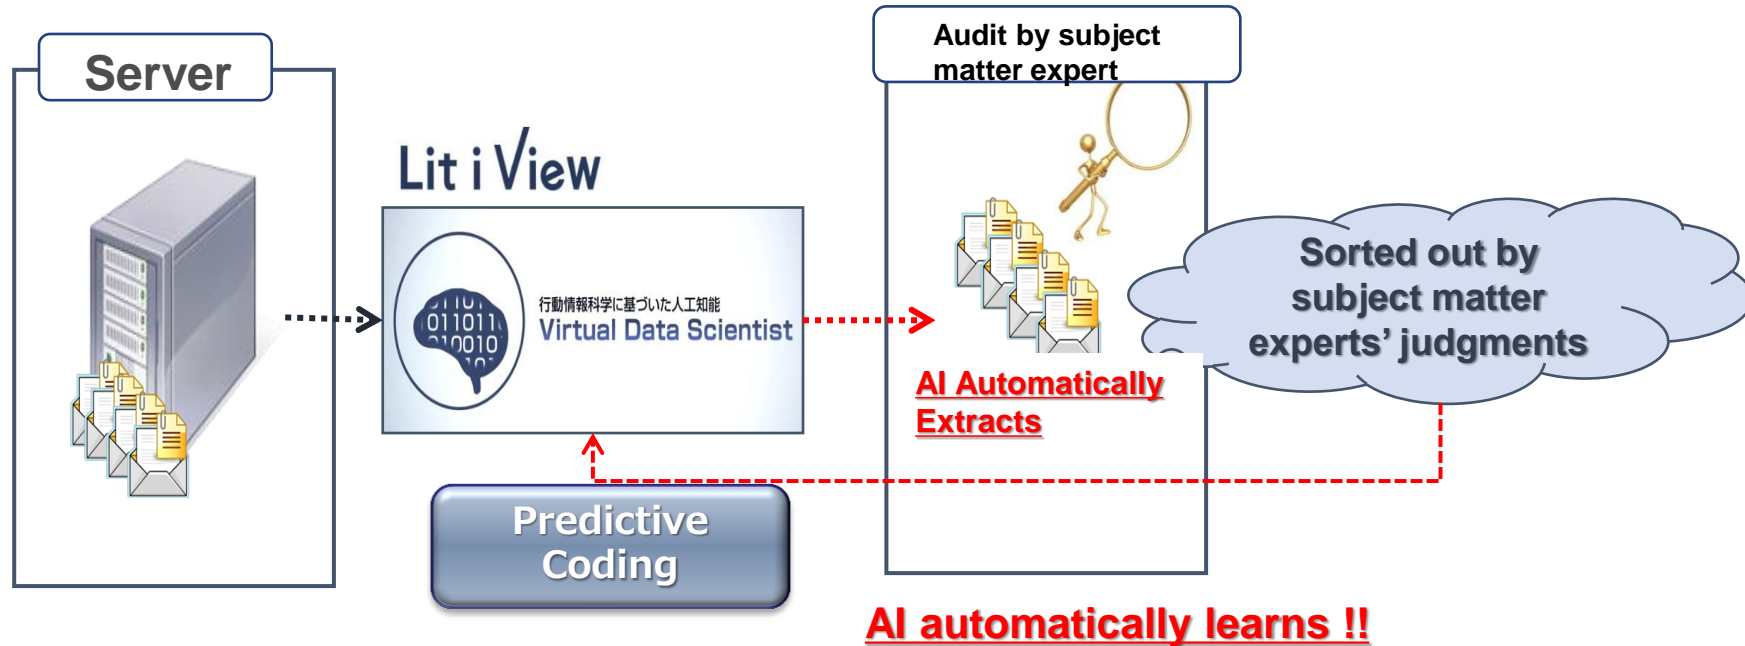 Server
Lit i View
行動情報科学に基づいた人工知能
Virtual Data Scientist
Predictive
Coding
Audit by subject
matter expert
AI Automatically
Extracts
Sorted out by
subject matter
experts’ judgments
AI automatically learns !!